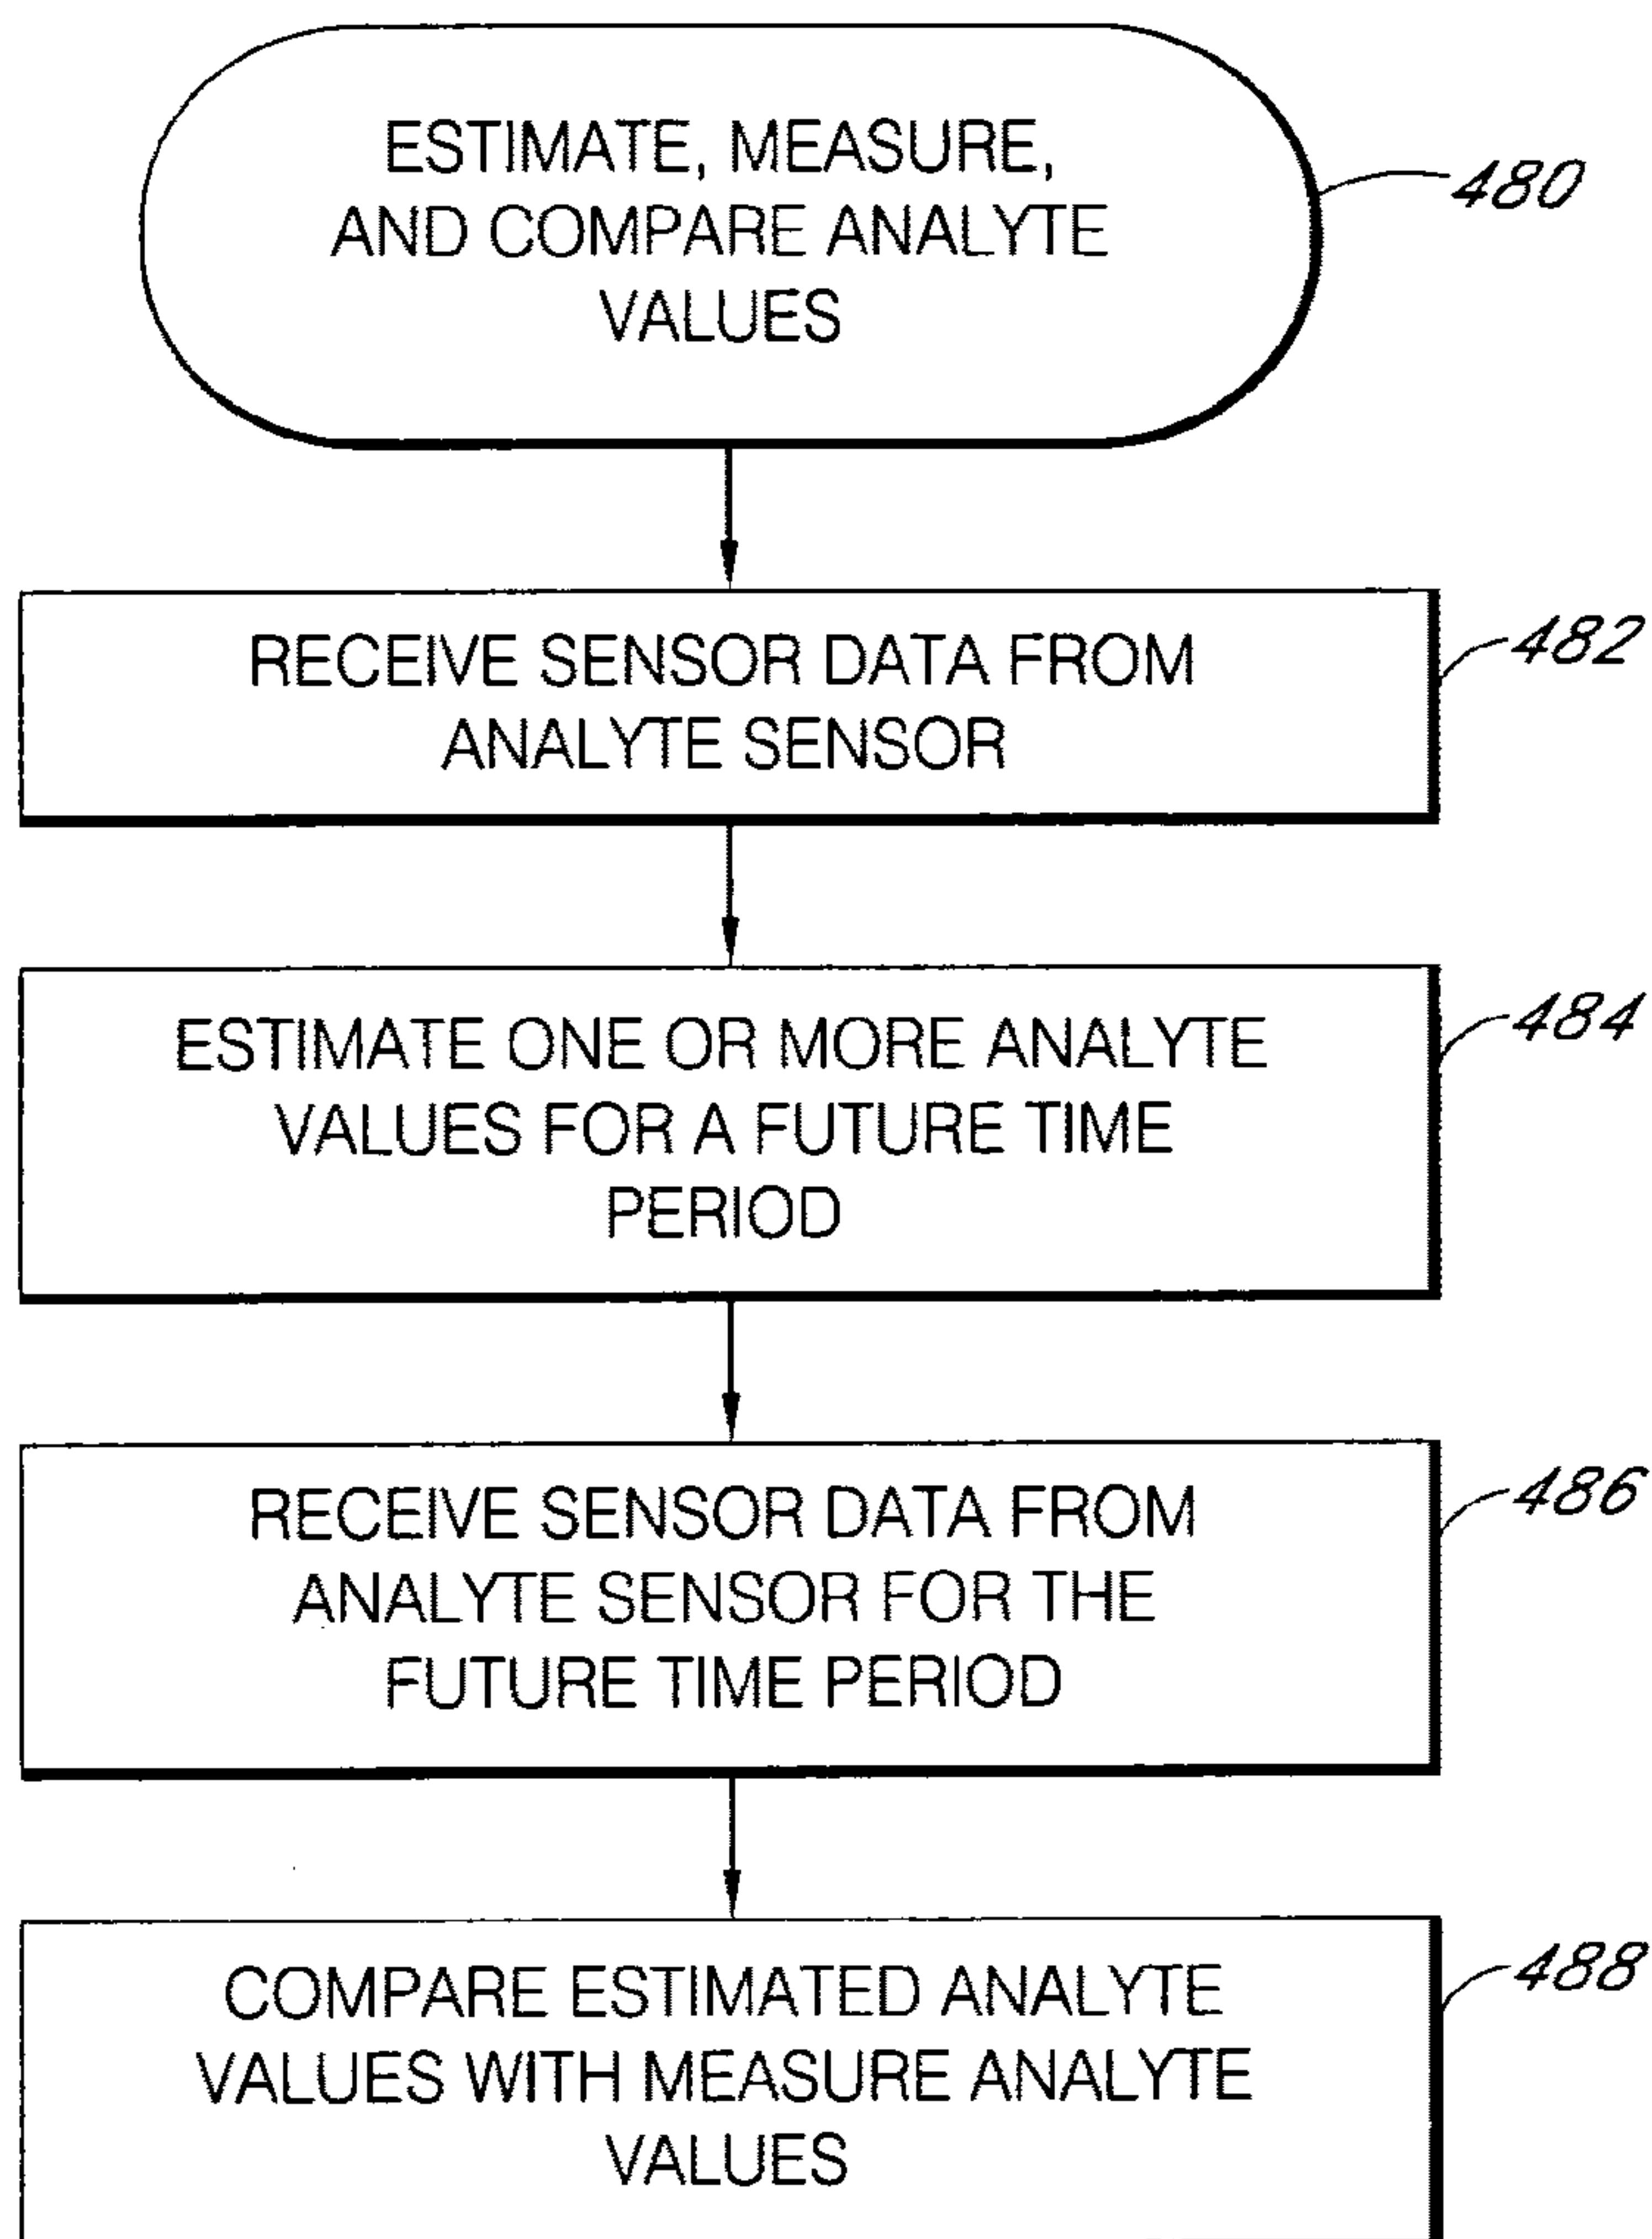 ESTIMATE, MEASURE,
AND COMPARE ANALYTE
VALUES
480
RECEIVE SENSOR DATA FROM
ANALYTE SENSOR
482
ESTIMATE ONE OR MORE ANALYTE
VALUES FOR A FUTURE TIME
PERIOD
484
RECEIVE SENSOR DATA FROM
ANALYTE SENSOR FOR THE
FUTURE TIME PERIOD
486
COMPARE ESTIMATED ANALYTE
VALUES WITH MEASURE ANALYTE
VALUES
488